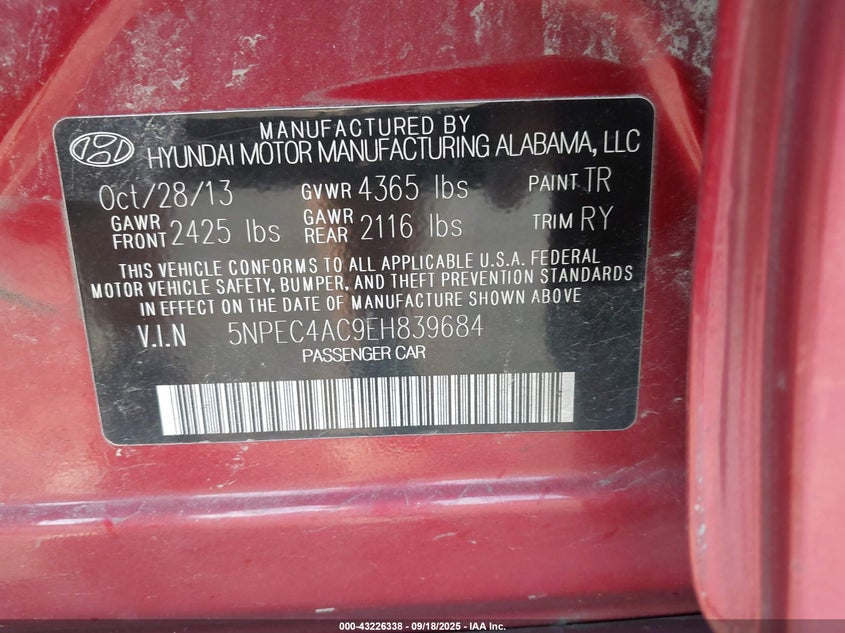 MANUFACTURED BY
HYUNDAI MOTOR MANUFACTURING ALABAMA, LLC
Oct/28/13 GVWR 4365 lbs PAINT TR
GAWR FRONT 2425 lbs GAWR REAR 2116 lbs TRIM RY
THIS VEHICLE CONFORMS TO ALL APPLICABLE U.S.A. FEDERAL
MOTOR VEHICLE SAFETY, BUMPER, AND THEFT PREVENTION STANDARDS
IN EFFECT ON THE DATE OF MANUFACTURE SHOWN ABOVE
V.I.N 5NPEC4AC9EH839684
PASSENGER CAR
000-43226338 - 09/18/2025 - IAA Inc.